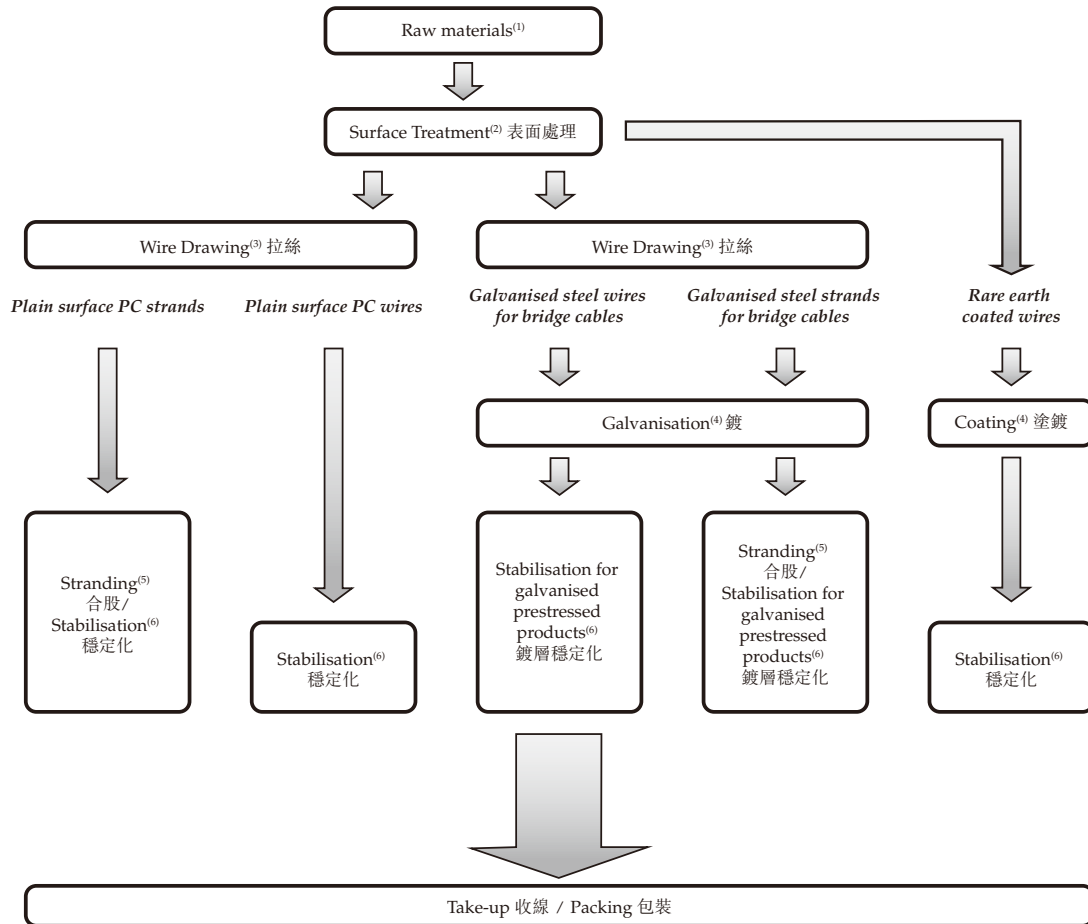 Raw materials(1)
Surface Treatment(2) 表面處理
Wire Drawing(3) 拉絲
Wire Drawing(3) 拉絲
Plain surface PC strands
Plain surface PC wires
Galvanised steel wires
for bridge cables
Galvanised steel strands
for bridge cables
Rare earth
coated wires
Galvanisation(4) 鍍
Coating(4) 塗鍍
Stranding(5)
合股/
Stabilisation(6)
穩定化
Stabilisation(6)
穩定化
Stabilisation for
galvanised
prestressed
products(6)
鍍層穩定化
Stranding(5)
合股/
Stabilisation for
galvanised
prestressed
products(6)
鍍層穩定化
Stabilisation(6)
穩定化
Take-up 收線 / Packing 包裝